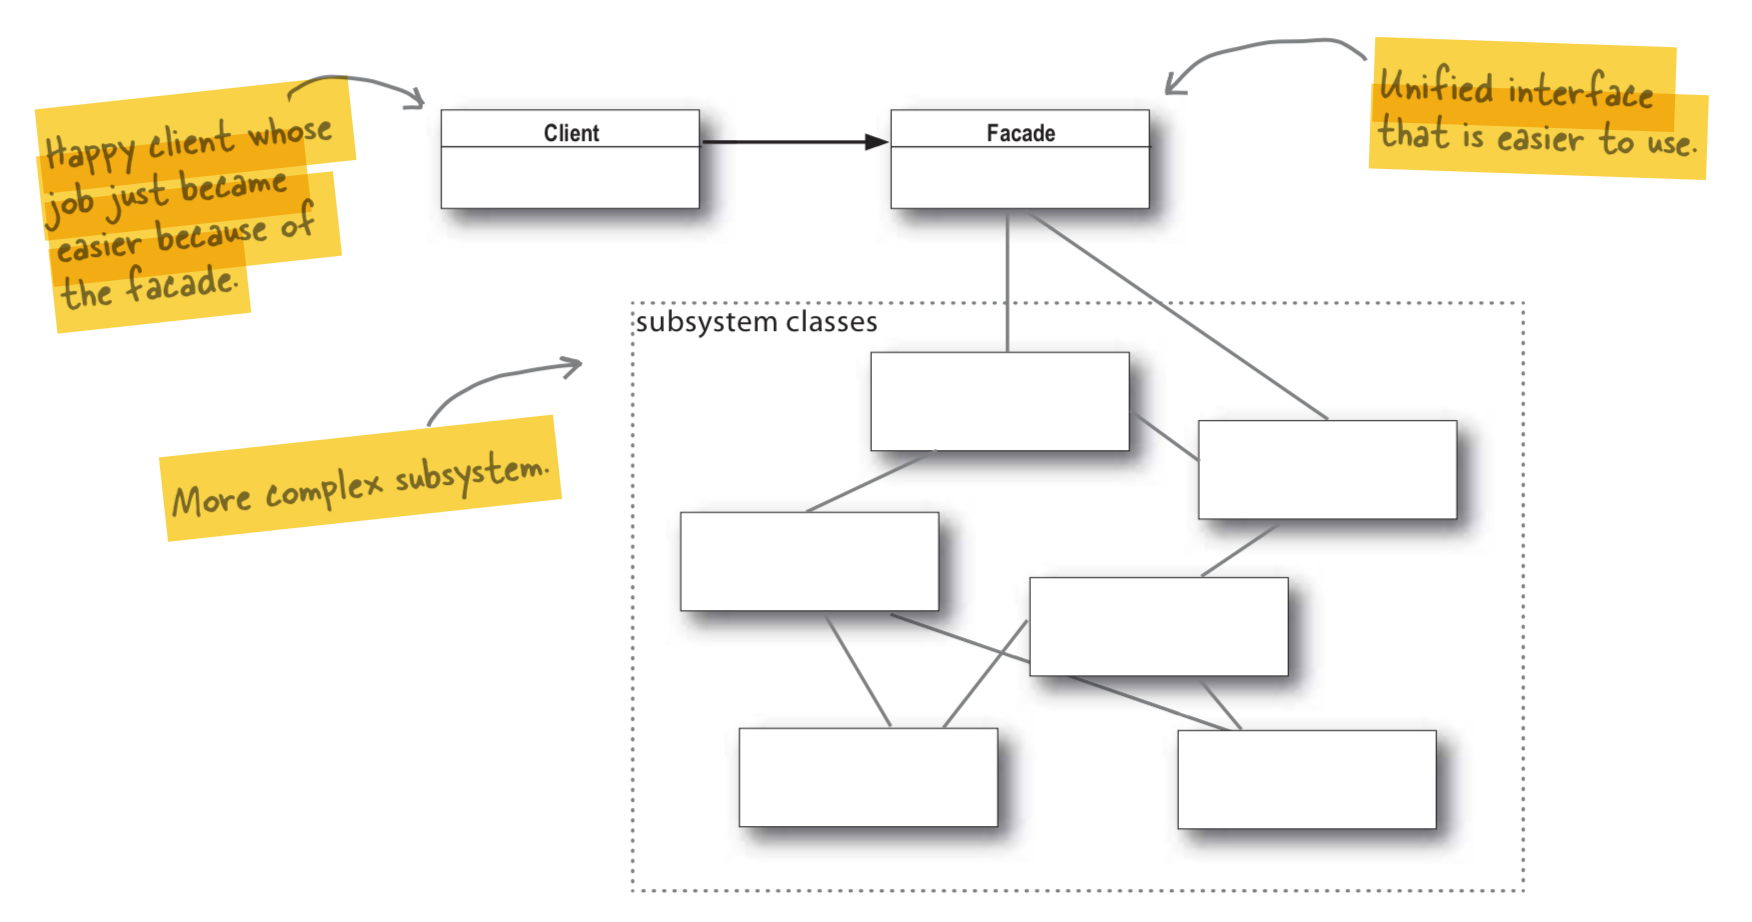 Happy client whose
job just became
easier because of
the facade.
Client
Facade
Unified interface
that is easier to use.
subsystem classes
More complex subsystem.